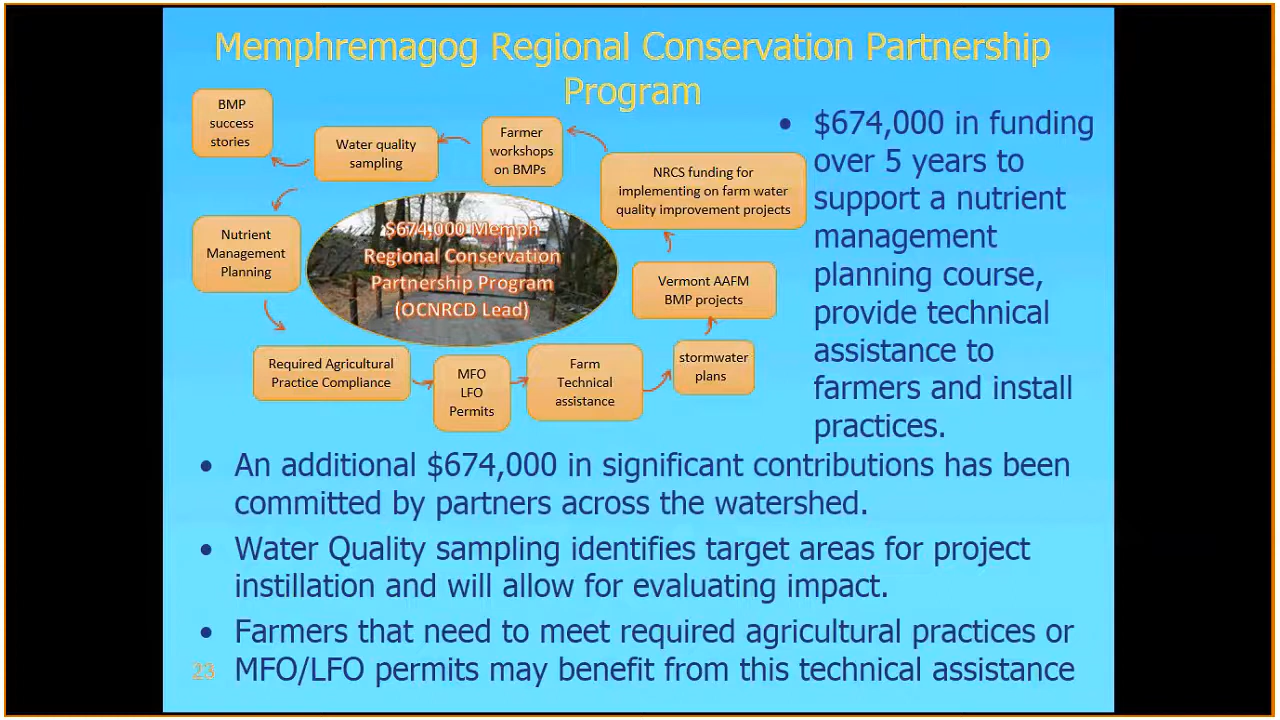 Memphremagog Regional Conservation Partnership
Program
BMP
success
stories
Water quality
sampling
Farmer
workshops
on BMPs
NRCS funding for
implementing on farm water
quality improvement projects
Nutrient
Management
Planning
$674,000 Memph
Regional Conservation
Partnership Program
(OCNRCD Lead)
Vermont AAFM
BMP projects
Required Agricultural
Practice Compliance
MFO
LFO
Permits
Farm
Technical
assistance
stormwater
plans
• $674,000 in funding
over 5 years to
support a nutrient
management
planning course,
provide technical
assistance to
farmers and install
practices.
• An additional $674,000 in significant contributions has been
committed by partners across the watershed.
• Water Quality sampling identifies target areas for project
instillation and will allow for evaluating impact.
• Farmers that need to meet required agricultural practices or
MFO/LFO permits may benefit from this technical assistance
23